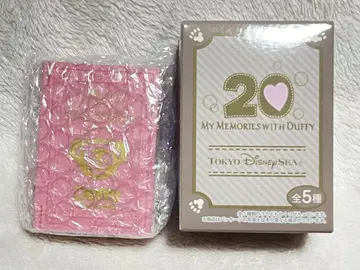 20
MY MEMORIES WITH DUFFY
TOKYO DISNEYSEA
全5種